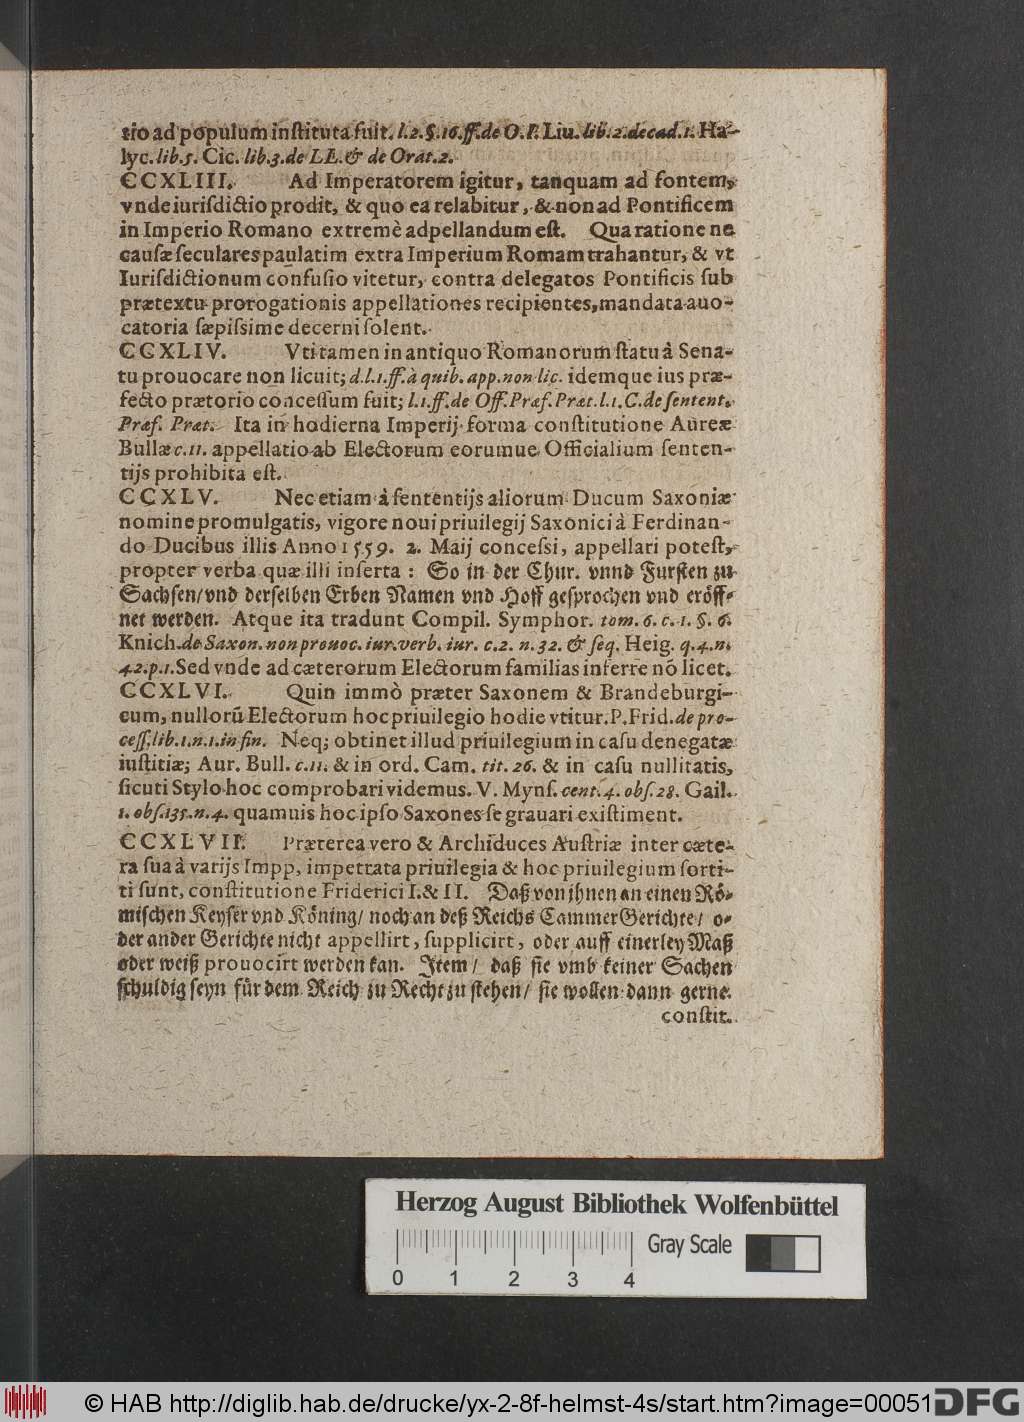 tio ad populum instituta fuit. l.2.§.16.ff.de O.P. Liu. lib.2.decad.1. Ha-
lyc. lib.5. Cic. lib.3.de LL.& de Orat.2.
CCXLIII. Ad Imperatorem igitur, tanquam ad fontem,
vnde iurisdictio prodit, & quo ea relabitur, & non ad Pontificem
in Imperio Romano extremè adpellandum est. Qua ratione ne
causæ seculares paulatim extra Imperium Romam trahantur, & vt
Iurisdictionum confusio vitetur, contra delegatos Pontificis sub
prætextu prorogationis appellationes recipientes, mandata auo-
catoria sæpissime decerni solent.
CCXLIV. Vti tamen in antiquo Romanorum statu à Sena-
tu prouocare non licuit; d.l.1.ff.à quib. app.non lic. idemque ius præ-
fecto prætorio concessum fuit; l.1.ff.de Off.Præf.Præt.l.1.C.de sentent.
Præf. Præt. Ita in hodierna Imperij forma constitutione Aureæ
Bullæ c.11. appellatio ab Electorum eorumue Officialium senten-
tijs prohibita est.
CCXLV. Nec etiam à sententijs aliorum Ducum Saxoniæ
nomine promulgatis, vigore noui priuilegij Saxonici à Ferdinan-
do Ducibus illis Anno 1559. 2. Maij concessi, appellari potest,
propter verba quæ illi inserta : So in der Chur. vnnd Fursten zu
Sachsen/vnd derselben Erben Namen vnd Hoff gesprochen vnd eröff-
net werden. Atque ita tradunt Compil. Symphor. tom. 6. c. 1. §. 6.
Knich.de Saxon. non prouoc. iur. verb. iur. c.2. n.32. & seq. Heig. q.4.n.
42.p.1. Sed vnde ad cæterorum Electorum familias inferre nō licet.
CCXLVI. Quin immò præter Saxonem & Brandeburgi-
cum, nullorū Electorum hoc priuilegio hodie vtitur. P. Frid. de pro-
cess. lib.1.n.1.in fin. Neq; obtinet illud priuilegium in casu denegatæ
iustitiæ; Aur. Bull. c.11. & in ord. Cam. tit. 26. & in casu nullitatis,
sicuti Stylo hoc comprobari videmus. V. Myns. cent.4. obs.28. Gail.
1. obs.135.n.4. quamuis hoc ipso Saxones se grauari existiment.
CCXLVII. Præterea vero & Archiduces Austriæ inter cæte-
ra sua à varijs Impp. impetrata priuilegia & hoc priuilegium sorti-
ti sunt, constitutione Friderici I.& II. Daß von jhnen an einen Rö-
mischen Keyser vnd Köning/ noch an deß Reichs Cammer Gerichte/ o-
der ander Gerichte nicht appellirt, supplicirt, oder auff einerley Maß
oder weiß prouocirt werden kan. Item/ daß sie vmb keiner Sachen
schuldig seyn für dem Reich zu Recht zu stehen/ sie wollen dann gerne.
constit.
Herzog August Bibliothek Wolfenbüttel
Gray Scale
0 1 2 3 4
© HAB http://diglib.hab.de/drucke/yx-2-8f-helmst-4s/start.htm?image=00051
DFG